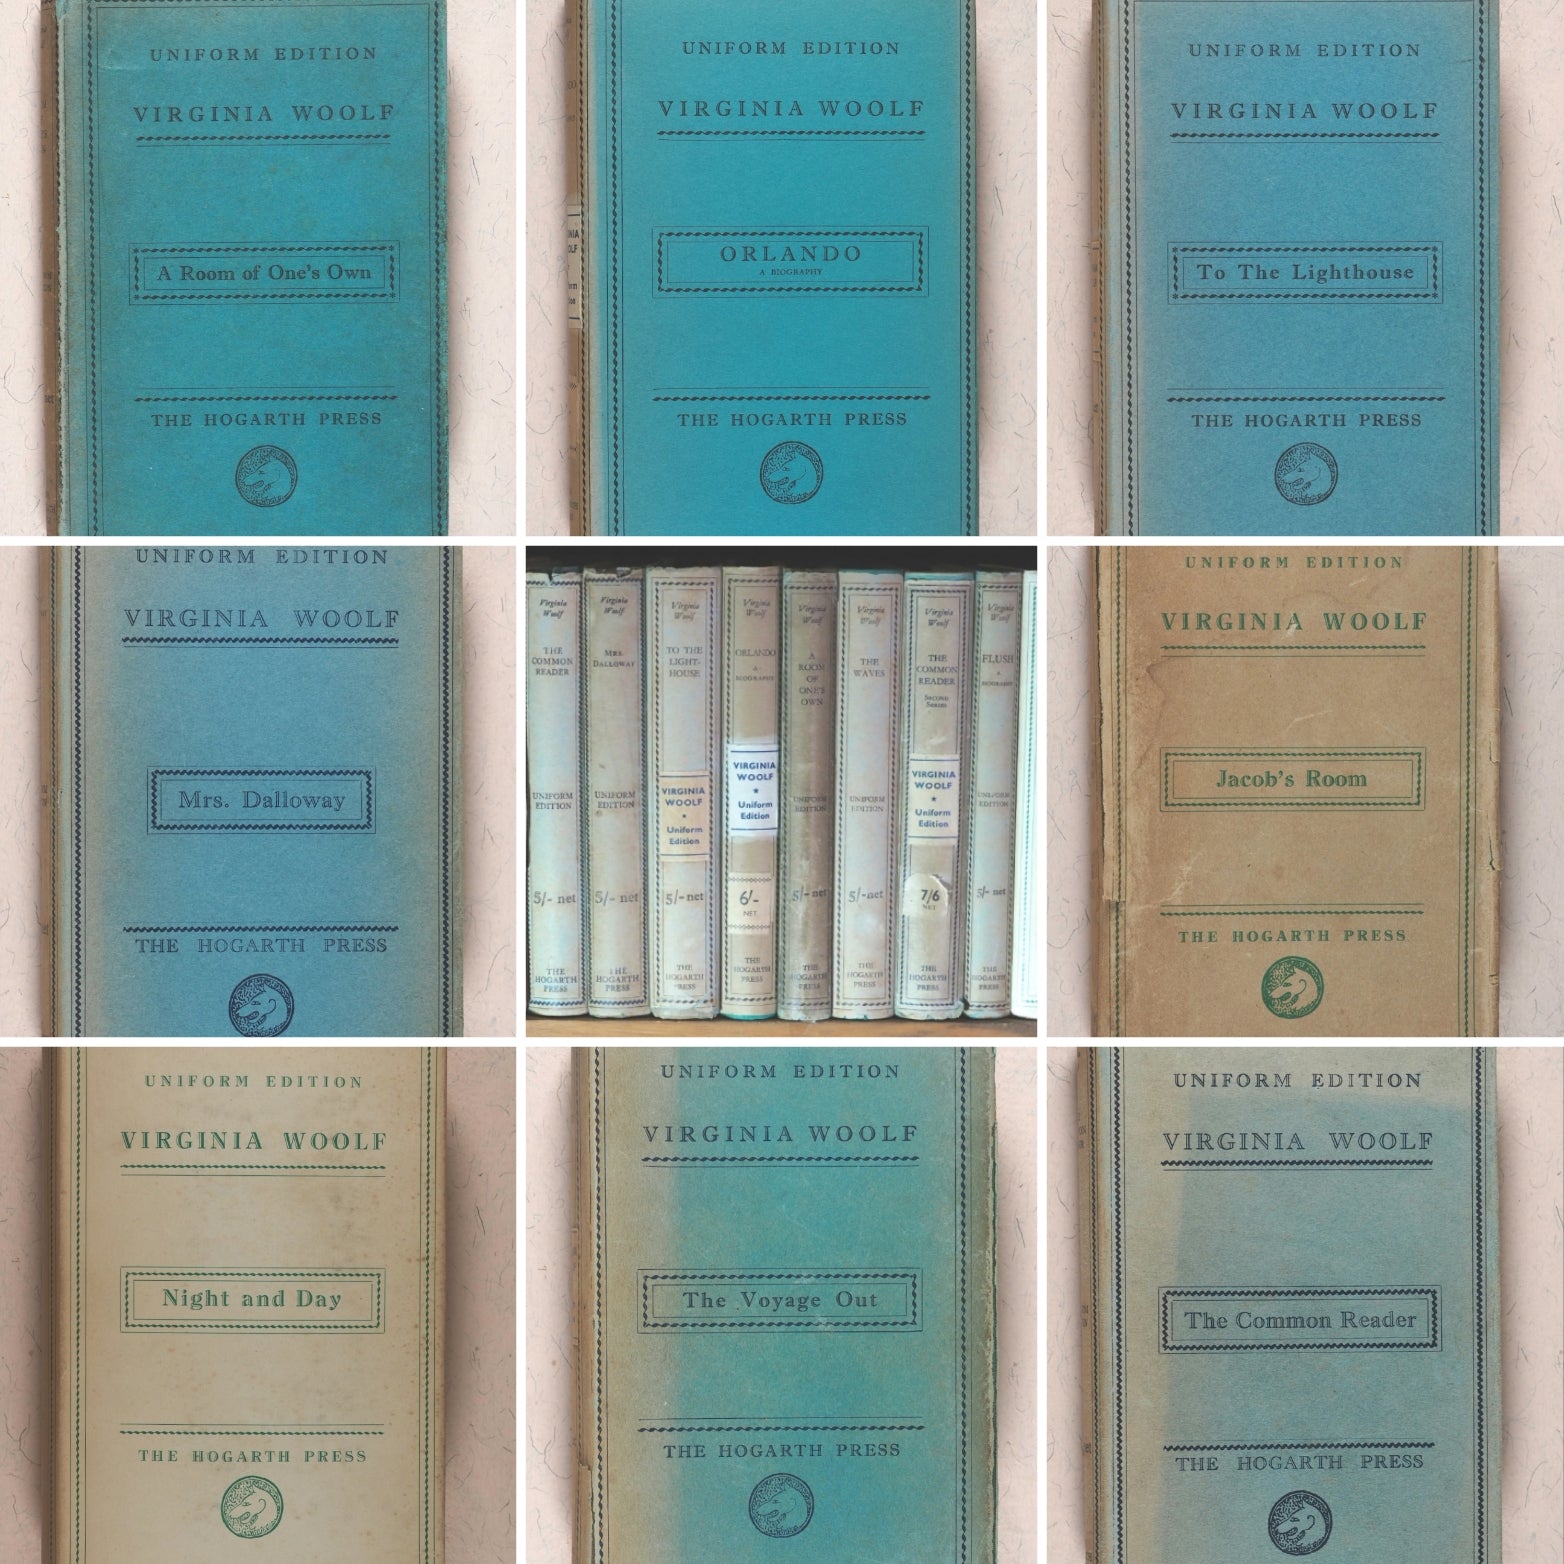 UNIFORM EDITION
VIRGINIA WOOLF
A Room of One's Own
THE HOGARTH PRESS
UNIFORM EDITION
VIRGINIA WOOLF
ORLANDO
A BIOGRAPHY
THE HOGARTH PRESS
UNIFORM EDITION
VIRGINIA WOOLF
To The Lighthouse
THE HOGARTH PRESS
UNIFORM EDITION
VIRGINIA WOOLF
Mrs. Dalloway
THE HOGARTH PRESS
Virginia
Woolf
THE
COMMON
READER
UNIFORM
EDITION
5/- net
THE
HOGARTH
PRESS
Virginia
Woolf
MRS.
DALLOWAY
UNIFORM
EDITION
5/- net
THE
HOGARTH
PRESS
Virginia
Woolf
TO THE
LIGHT-
HOUSE
VIRGINIA
WOOLF
Uniform
Edition
5/- net
THE
HOGARTH
PRESS
Virginia
Woolf
ORLANDO
A
BIOGRAPHY
VIRGINIA
WOOLF
Uniform
Edition
6/-
NET
THE
HOGARTH
PRESS
Virginia
Woolf
A
ROOM
OF
ONE'S
OWN
UNIFORM
EDITION
5/- net
THE
HOGARTH
PRESS
Virginia
Woolf
THE
WAVES
UNIFORM
EDITION
5/- net
THE
HOGARTH
PRESS
Virginia
Woolf
THE
COMMON
READER
Second
Series
VIRGINIA
WOOLF
Uniform
Edition
7/6
NET
THE
HOGARTH
PRESS
Virginia
Woolf
FLUSH
A
BIOGRAPHY
UNIFORM
EDITION
5/- net
THE
HOGARTH
PRESS
UNIFORM EDITION
VIRGINIA WOOLF
Jacob's Room
THE HOGARTH PRESS
UNIFORM EDITION
VIRGINIA WOOLF
Night and Day
THE HOGARTH PRESS
UNIFORM EDITION
VIRGINIA WOOLF
The Voyage Out
THE HOGARTH PRESS
UNIFORM EDITION
VIRGINIA WOOLF
The Common Reader
THE HOGARTH PRESS